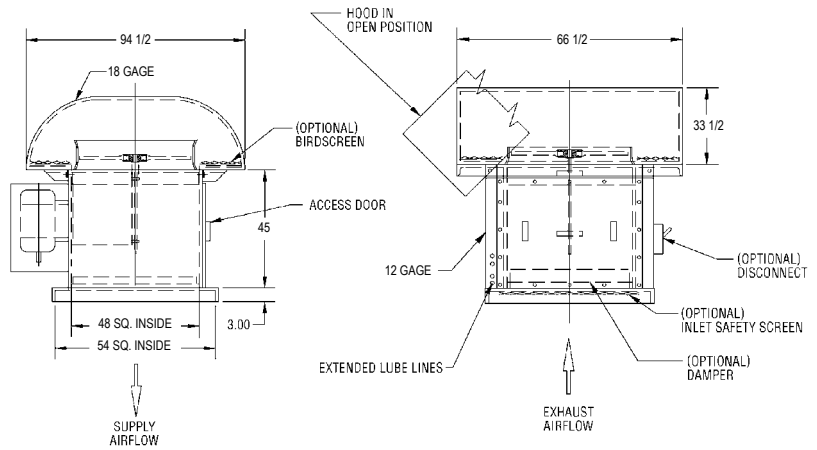 HOOD IN
OPEN POSITION
94 1/2
66 1/2
18 GAGE
(OPTIONAL)
BIRDSCREEN
33 1/2
ACCESS DOOR
45
12 GAGE
(OPTIONAL)
DISCONNECT
48 SQ. INSIDE
3.00
54 SQ. INSIDE
(OPTIONAL)
INLET SAFETY SCREEN
EXTENDED LUBE LINES
(OPTIONAL)
DAMPER
SUPPLY
AIRFLOW
EXHAUST
AIRFLOW